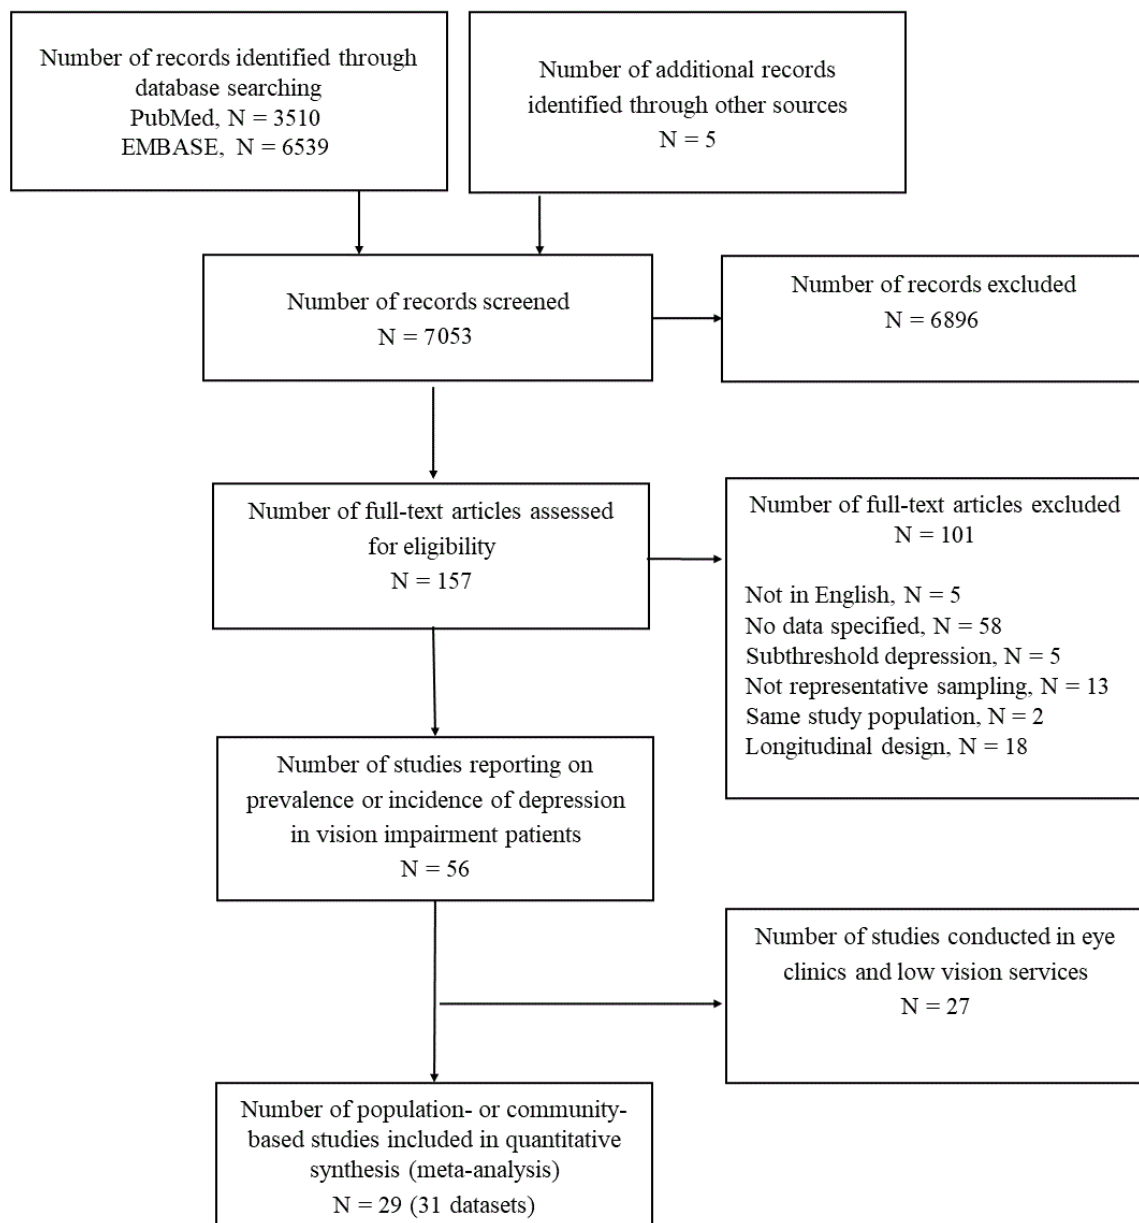 Number of records identified through
database searching
PubMed, N = 3510
EMBASE, N = 6539
Number of additional records
identified through other sources
N = 5
Number of records screened
N = 7053
Number of records excluded
N = 6896
Number of full-text articles assessed
for eligibility
N = 157
Number of full-text articles excluded
N = 101
Not in English, N = 5
No data specified, N = 58
Subthreshold depression, N = 5
Not representative sampling, N = 13
Same study population, N = 2
Longitudinal design, N = 18
Number of studies reporting on
prevalence or incidence of depression
in vision impairment patients
N = 56
Number of studies conducted in eye
clinics and low vision services
N = 27
Number of population- or community-
based studies included in quantitative
synthesis (meta-analysis)
N = 29 (31 datasets)